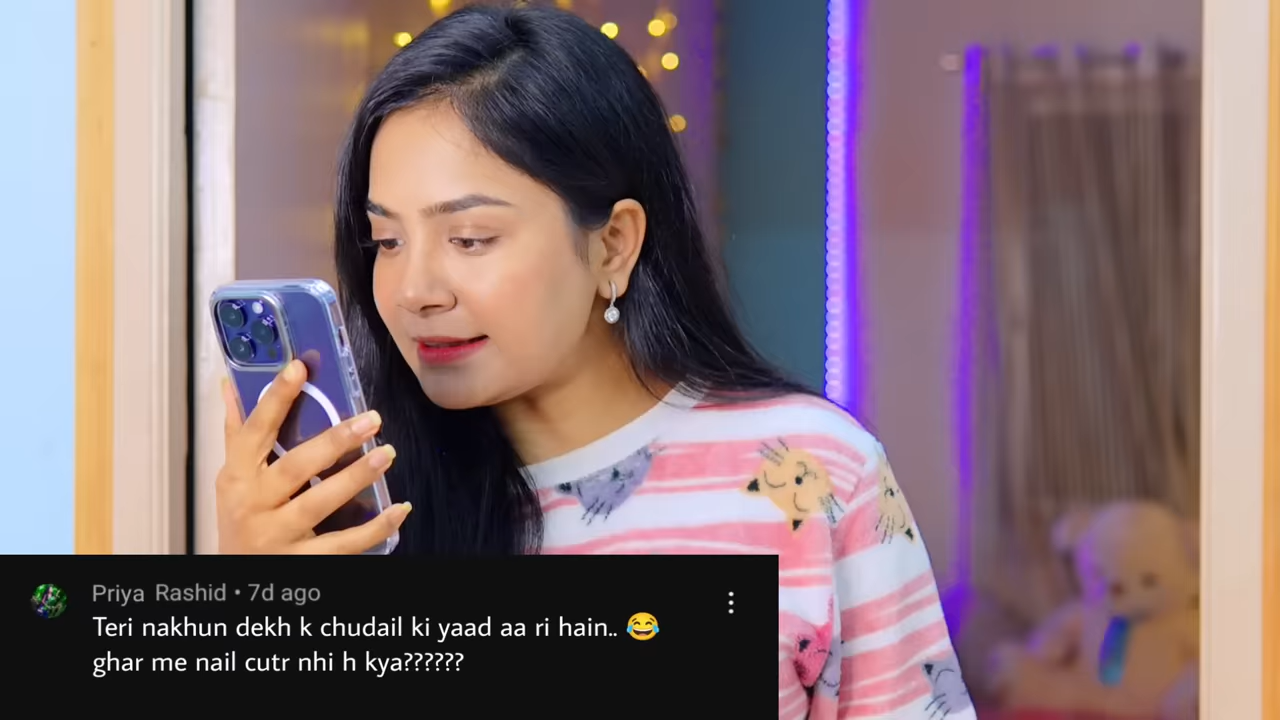 Priya Rashid • 7d ago
Teri nakhun dekh k chudail ki yaad aa ri hain.. 😂
ghar me nail cutr nhi h kya??????